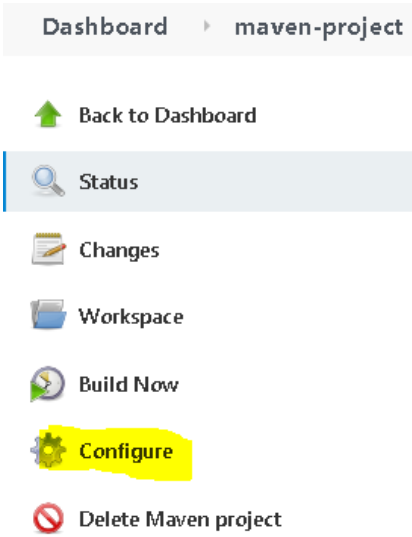 Dashboard maven-project
Back to Dashboard
Status
Changes
Workspace
Build Now
Configure
Delete Maven project